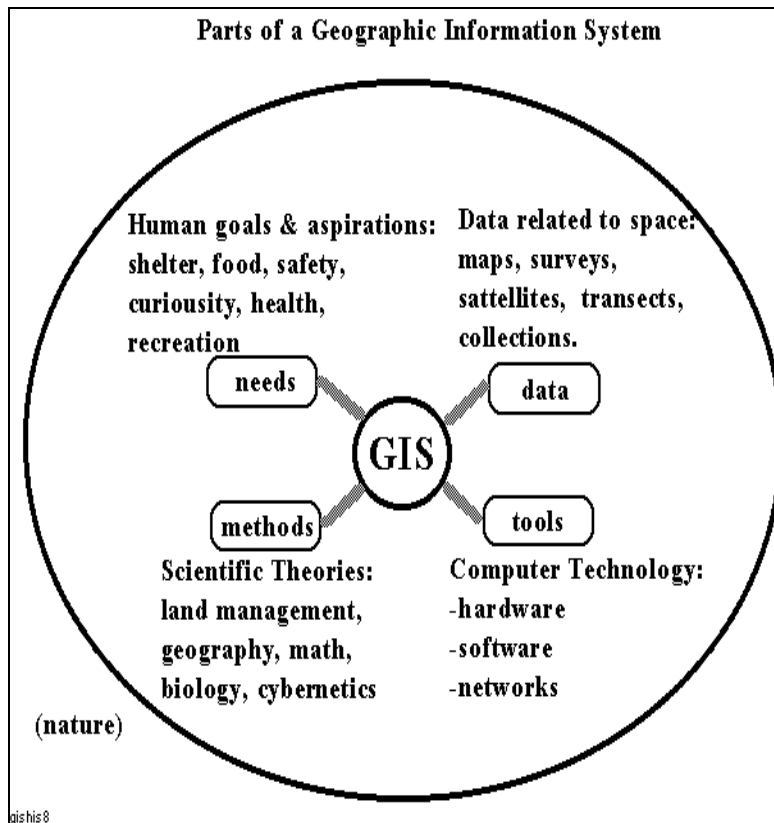 Parts of a Geographic Information System
Human goals & aspirations:
shelter, food, safety,
curiousity, health,
recreation
needs
Data related to space:
maps, surveys,
sattellites, transects,
collections.
data
GIS
methods
Scientific Theories:
land management,
geography, math,
biology, cybernetics
tools
Computer Technology:
-hardware
-software
-networks
(nature)
gishis8